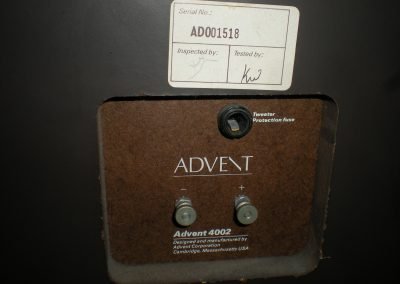 Serial No.:
AD001518
Inspected by: Tested by:
Tweeter
Protection fuse
ADVENT
– +
Advent 4002
Designed and manufactured by
Advent Corporation
Cambridge, Massachusetts USA